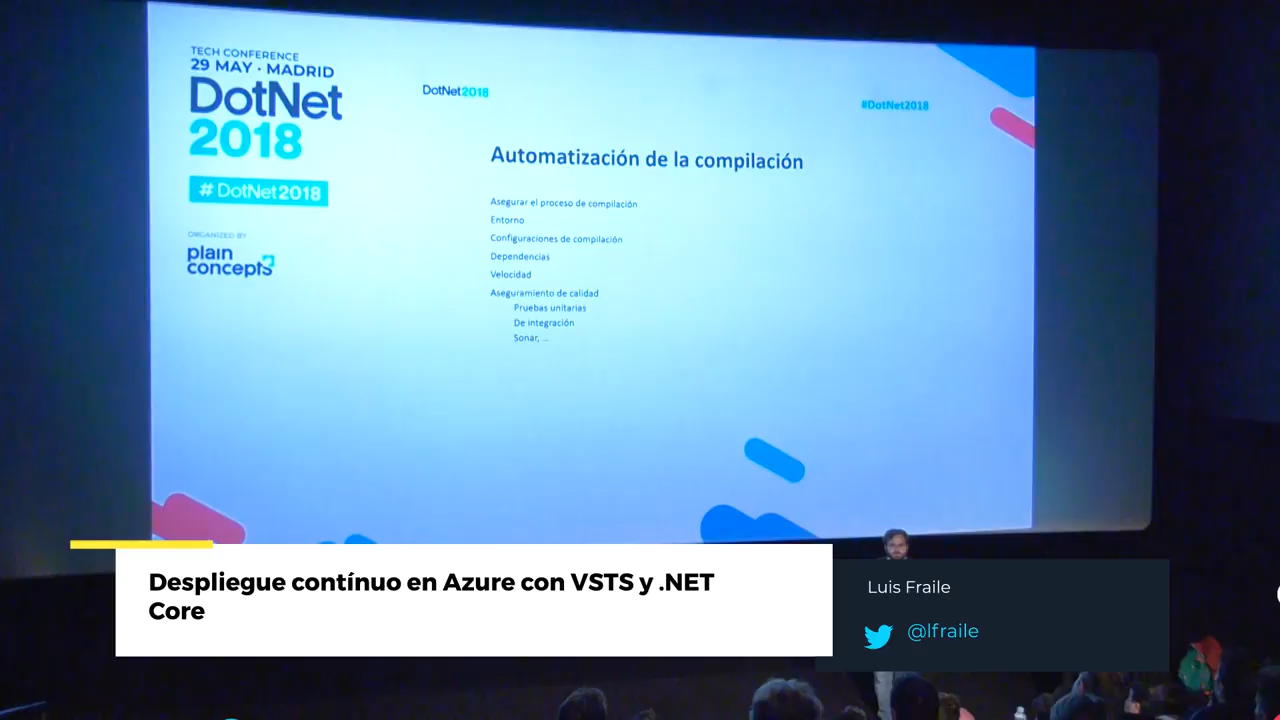 TECH CONFERENCE
29 MAY · MADRID
DotNet
2018
# DotNet2018
ORGANIZED BY
plain
concepts
DotNet2018
#DotNet2018
Automatización de la compilación
Asegurar el proceso de compilación
Entorno
Configuraciones de compilación
Dependencias
Velocidad
Aseguramiento de calidad
Pruebas unitarias
De integración
Sonar, ...
Despliegue contínuo en Azure con VSTS y .NET
Core
Luis Fraile
@lfraile